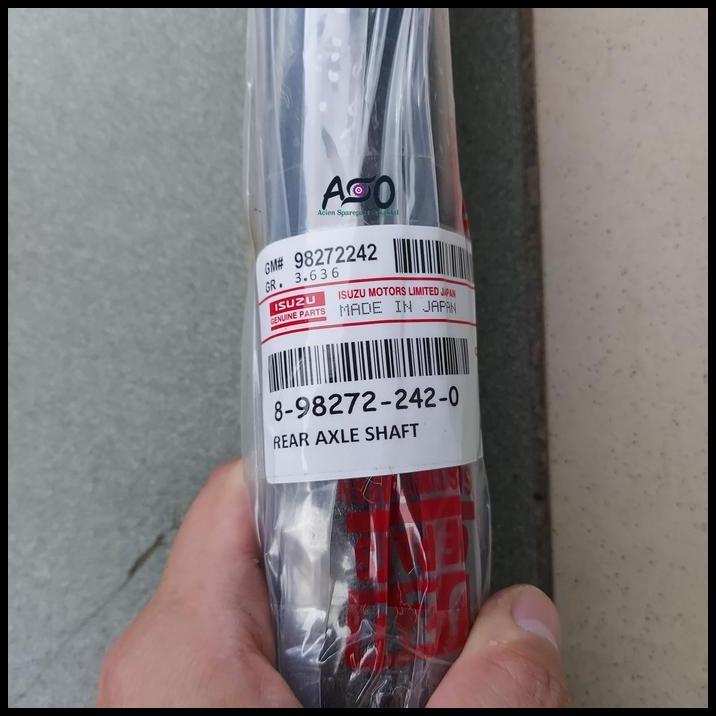 ASO
GM# 98272242
GR. 3.636
ISUZU
GENUINE PARTS
ISUZU MOTORS LIMITED JAPAN
MADE IN JAPAN
8-98272-242-0
REAR AXLE SHAFT